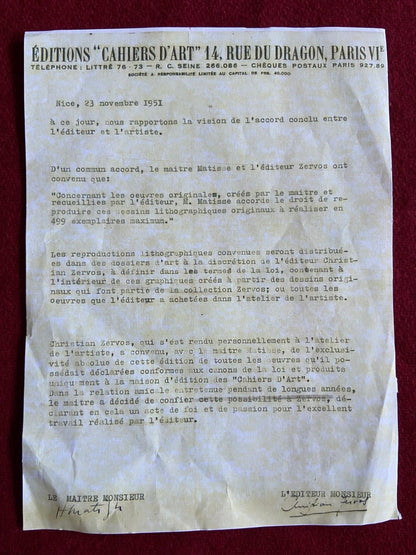 ÉDITIONS "CAHIERS D'ART" 14, RUE DU DRAGON, PARIS VIE
TÉLÉPHONE: LITTRÉ 76-73 — R. C. SEINE 266.086 — CHÈQUES POSTAUX PARIS 927.89
SOCIÉTÉ A RESPONSABILITÉ LIMITÉE AU CAPITAL DE FRS. 40.000
Nice, 23 novembre 1951
à ce jour, nous rapportons la vision de l'accord conclu entre
l'éditeur et l'artiste.
D'un commun accord, le maitre Matisse et l'éditeur Zervos ont
convenu que:
"Concernant les oeuvres originales, créés par le maitre et
recueillies par l'éditeur, M. Matisse accorde le droit de re-
produire ces dessins lithographiques originaux à réaliser en
499 exemplaires maximum."
Les reproductions lithographiques convenues seront distribu-
ées dans des dossiers d'art à la discrétion de l'éditeur Christ-
ian Zervos, à définir dans les termes de la loi, contenant à
l'intérieur de ces graphiques créés à partir des dessins origi-
naux qui font partie de sa collection Zervos; ou toutes les
oeuvres que l'éditeur a achetées dans l'atelier de l'artiste.
Christian Zervos, qui s'est rendu personnellement à l'atelier
de l'artiste, a convenu, avec le maitre Matisse, de l'exclusi-
vité absolue de cette édition de toutes les oeuvres qu'il pos-
sédait déclarées conformes aux canons de la loi et produites
uniquement à la maison d'édition des "Cahiers D'Art".
Dans la relation amicale entretenue pendant de longues années,
le maitre a décidé de confier cette possibilité à Zervos, dé-
clarant en cela un acte de foi et de passion pour l'excellent
travail réalisé par l'éditeur.
LE MAITRE MONSIEUR L'EDITEUR MONSIEUR